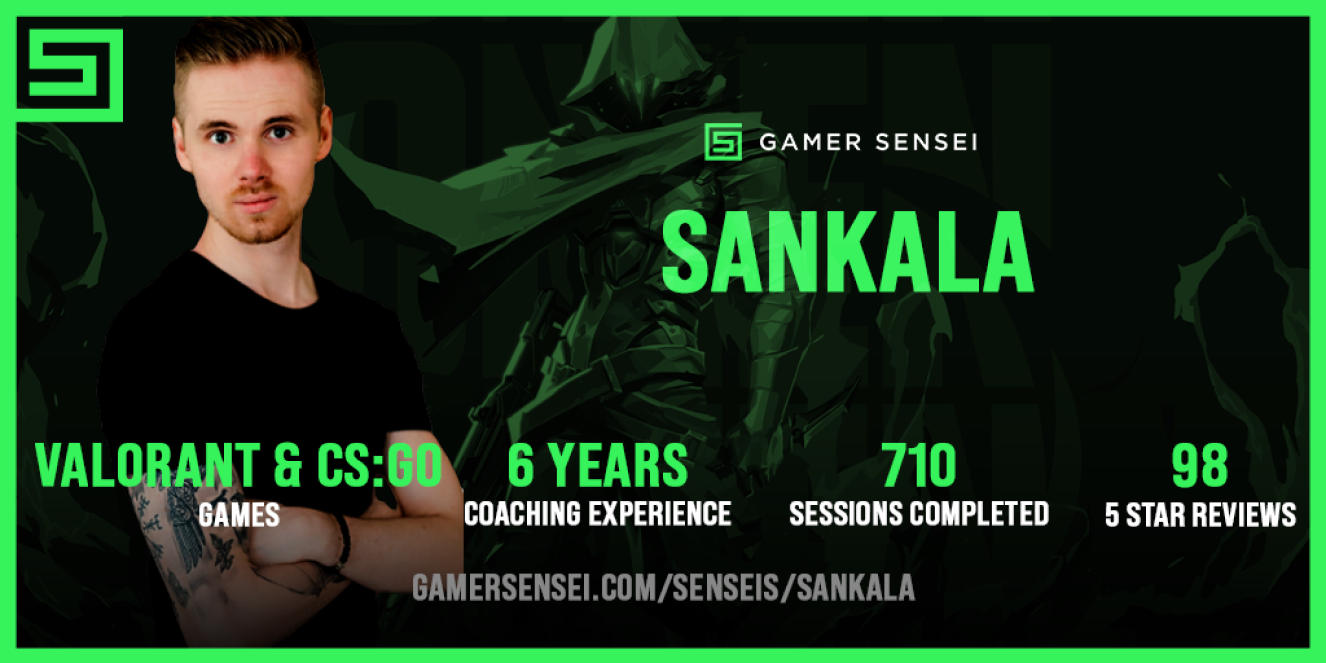 GAMER SENSEI
SANKALA
VALORANT & CS:GO
GAMES
6 YEARS
COACHING EXPERIENCE
710
SESSIONS COMPLETED
98
5 STAR REVIEWS
GAMERSENSEI.COM/SENSEIS/SANKALA